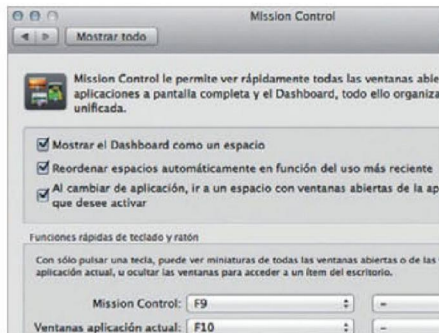 Mission Control
Mostrar todo
Mission Control le permite ver rápidamente todas las ventanas abie
aplicaciones a pantalla completa y el Dashboard, todo ello organiza
unificada.
Mostrar el Dashboard como un espacio
Reordenar espacios automáticamente en función del uso más reciente
Al cambiar de aplicación, ir a un espacio con ventanas abiertas de la ap
que desee activar
Funciones rápidas de teclado y ratón
Con sólo pulsar una tecla, puede ver miniaturas de todas las ventanas abiertas o de las
aplicación actual, u ocultar las ventanas para acceder a un ítem del escritorio.
Mission Control: F9 -
Ventanas aplicación actual: F10 -